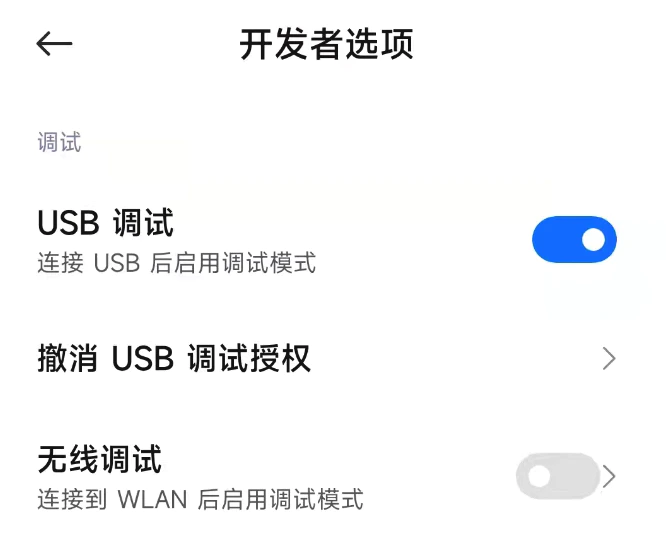 开发者选项
调试
USB 调试
连接 USB 后启用调试模式
撤消 USB 调试授权
无线调试
连接到 WLAN 后启用调试模式